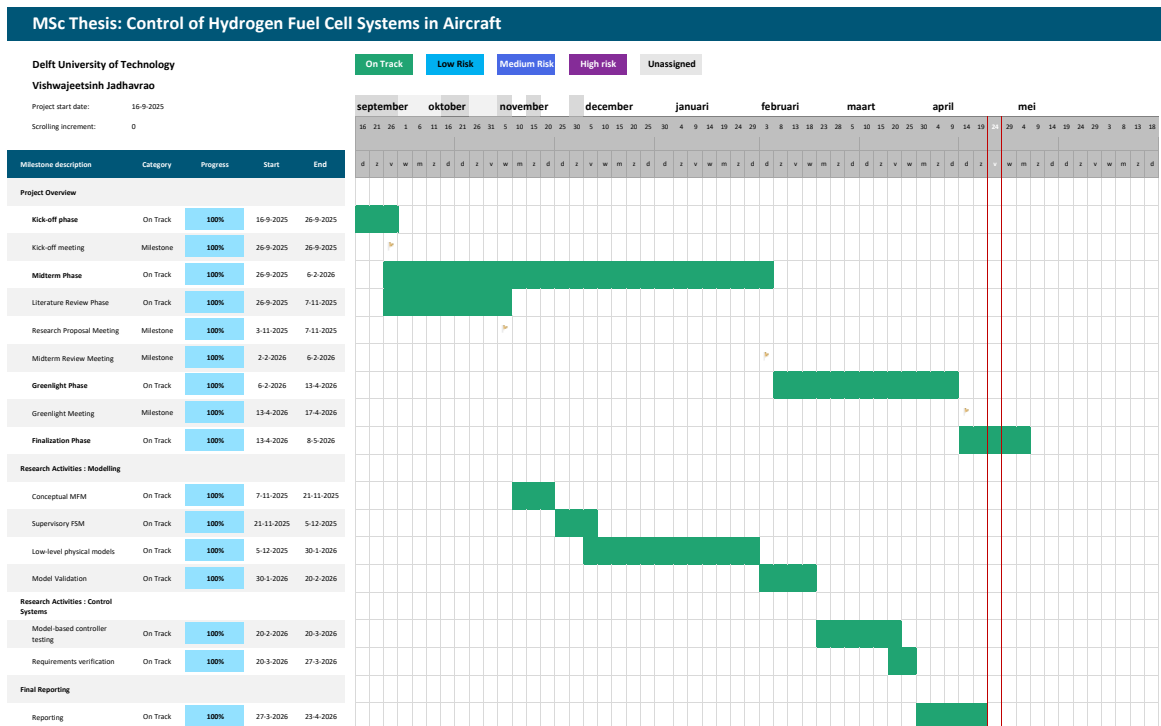 MSc Thesis: Control of Hydrogen Fuel Cell Systems in Aircraft
Delft University of Technology
On Track Low Risk Medium Risk High risk Unassigned
Vishwajeetsinh Jadhavrao
Project start date: 16-9-2025
september oktober november december januari februari maart april mei
Scrolling increment: 0
16 21 26 1 6 11 16 21 26 31 5 10 15 20 25 30 5 10 15 20 25 30 4 9 14 19 24 29 3 8 13 18 23 28 5 10 15 20 25 30 4 9 14 19 24 29 4 9 14 19 24 29 3 8 13 18
Milestone description Category Progress Start End
d z v w m z d z v w m z d z v w m z d z v w m z d z v w m z d z v w m z d z v w m z d z v w m z d z v w m z d
Project Overview
Kick-off phase On Track 100% 16-9-2025 26-9-2025
Kick-off meeting Milestone 100% 26-9-2025 26-9-2025
Midterm Phase On Track 100% 26-9-2025 6-2-2026
Literature Review Phase On Track 100% 26-9-2025 7-11-2025
Research Proposal Meeting Milestone 100% 3-11-2025 7-11-2025
Midterm Review Meeting Milestone 100% 2-2-2026 6-2-2026
Greenlight Phase On Track 100% 6-2-2026 13-4-2026
Greenlight Meeting Milestone 100% 13-4-2026 17-4-2026
Finalization Phase On Track 100% 13-4-2026 8-5-2026
Research Activities : Modelling
Conceptual MFM On Track 100% 7-11-2025 21-11-2025
Supervisory FSM On Track 100% 21-11-2025 5-12-2025
Low-level physical models On Track 100% 5-12-2025 30-1-2026
Model Validation On Track 100% 30-1-2026 20-2-2026
Research Activities : Control
Systems
Model-based controller
testing On Track 100% 20-2-2026 20-3-2026
Requirements verification On Track 100% 20-3-2026 27-3-2026
Final Reporting
Reporting On Track 100% 27-3-2026 23-4-2026